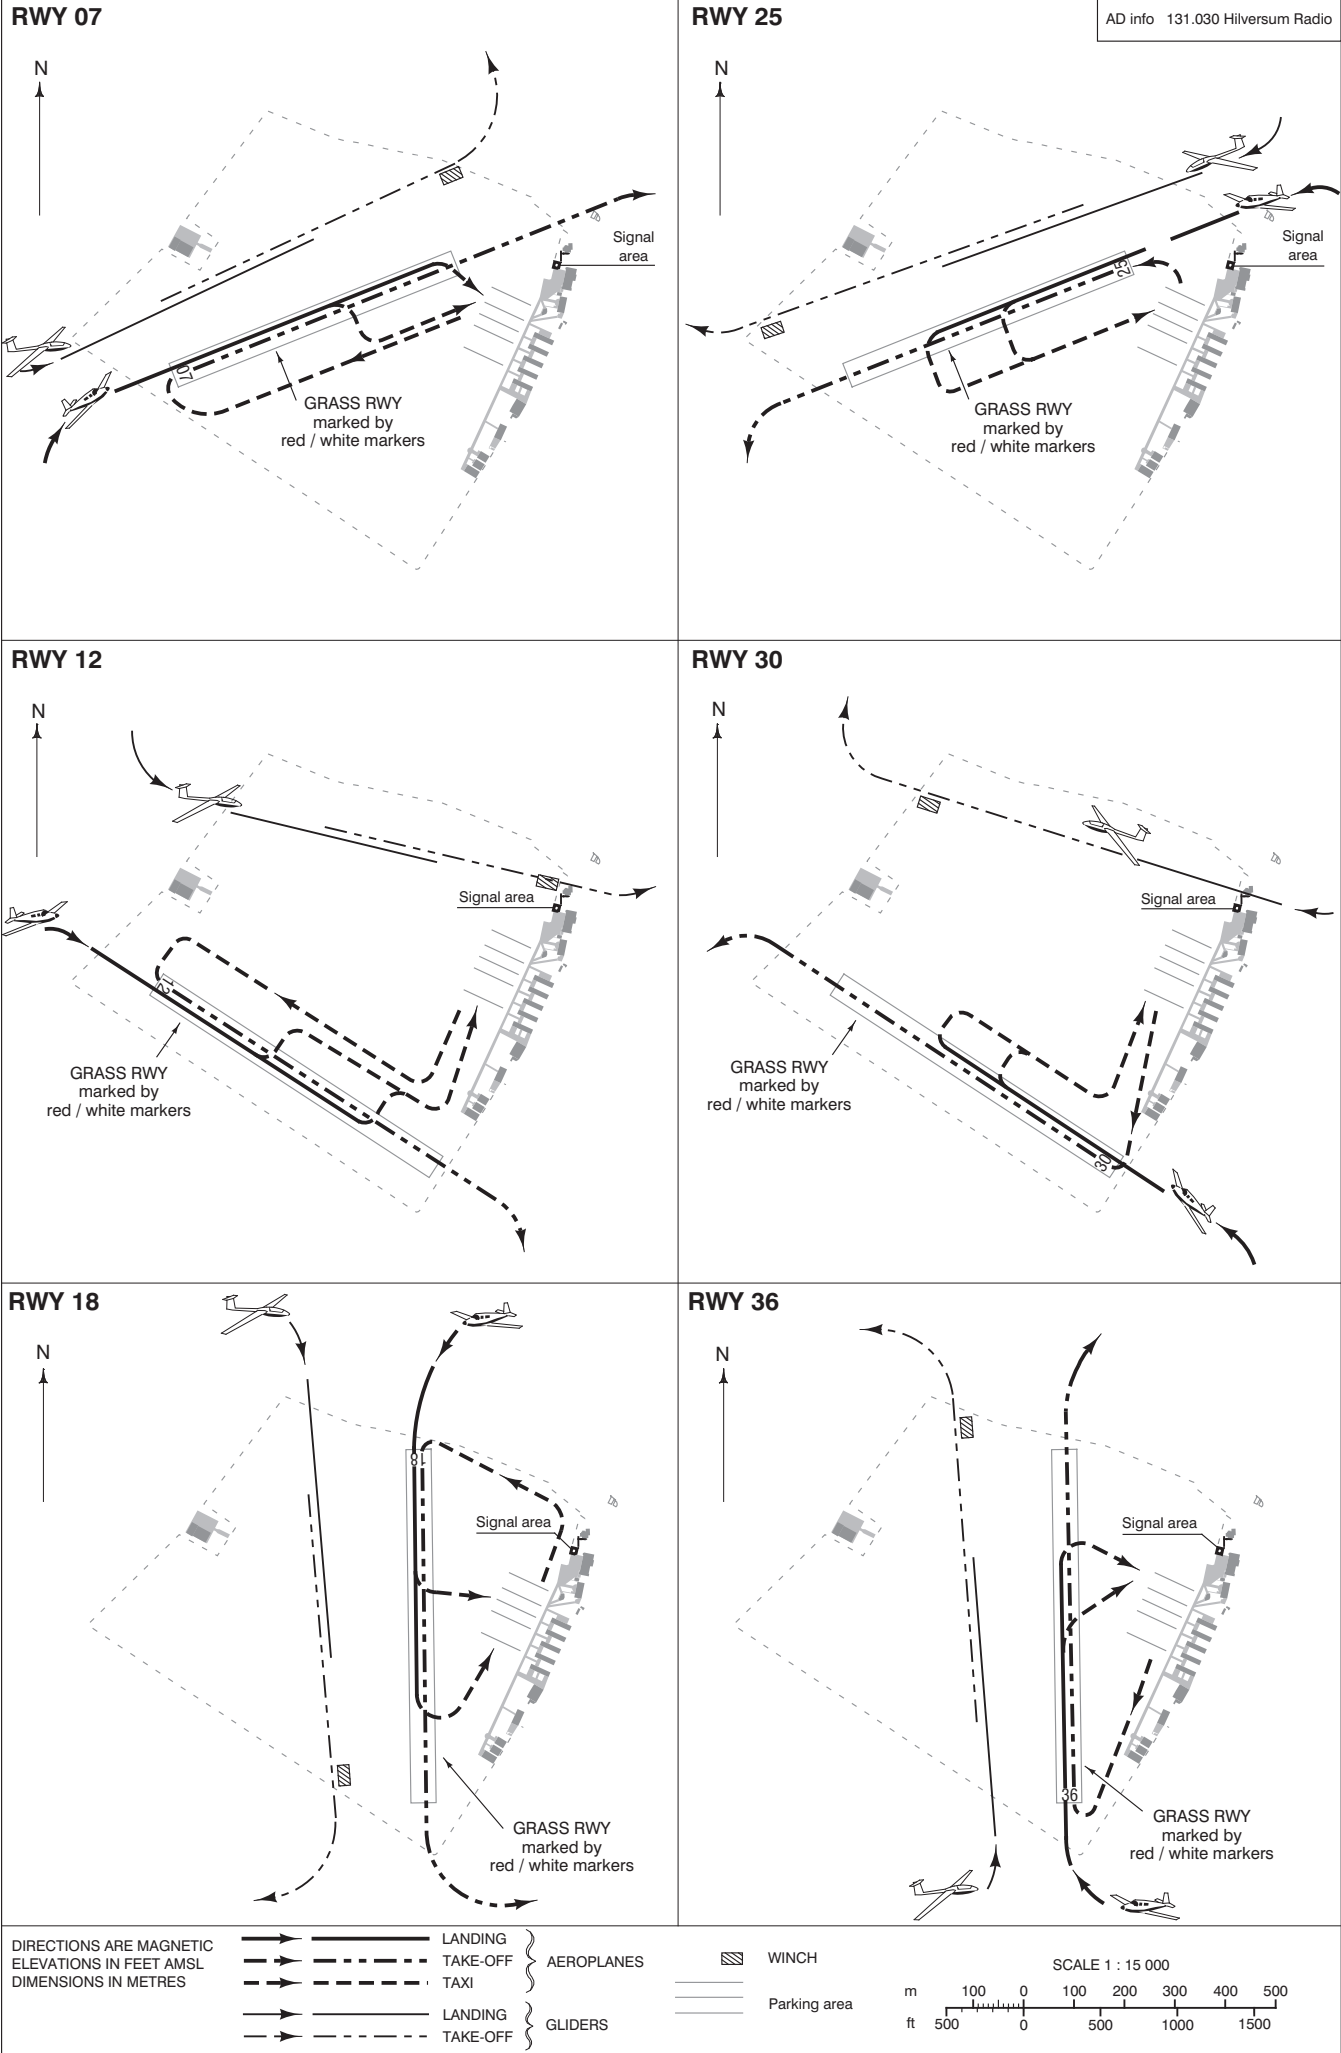 RWY 07
N
Signal
area
07
GRASS RWY
marked by
red / white markers
RWY 25
AD info 131.030 Hilversum Radio
N
Signal
area
25
GRASS RWY
marked by
red / white markers
RWY 12
N
Signal area
12
GRASS RWY
marked by
red / white markers
RWY 30
N
Signal area
GRASS RWY
marked by
red / white markers
30
RWY 18
N
18
Signal area
GRASS RWY
marked by
red / white markers
RWY 36
N
Signal area
36
GRASS RWY
marked by
red / white markers
DIRECTIONS ARE MAGNETIC
ELEVATIONS IN FEET AMSL
DIMENSIONS IN METRES
LANDING
TAKE-OFF
TAXI
AEROPLANES
LANDING
TAKE-OFF
GLIDERS
WINCH
Parking area
SCALE 1 : 15 000
m 100 0 100 200 300 400 500
ft 500 0 500 1000 1500